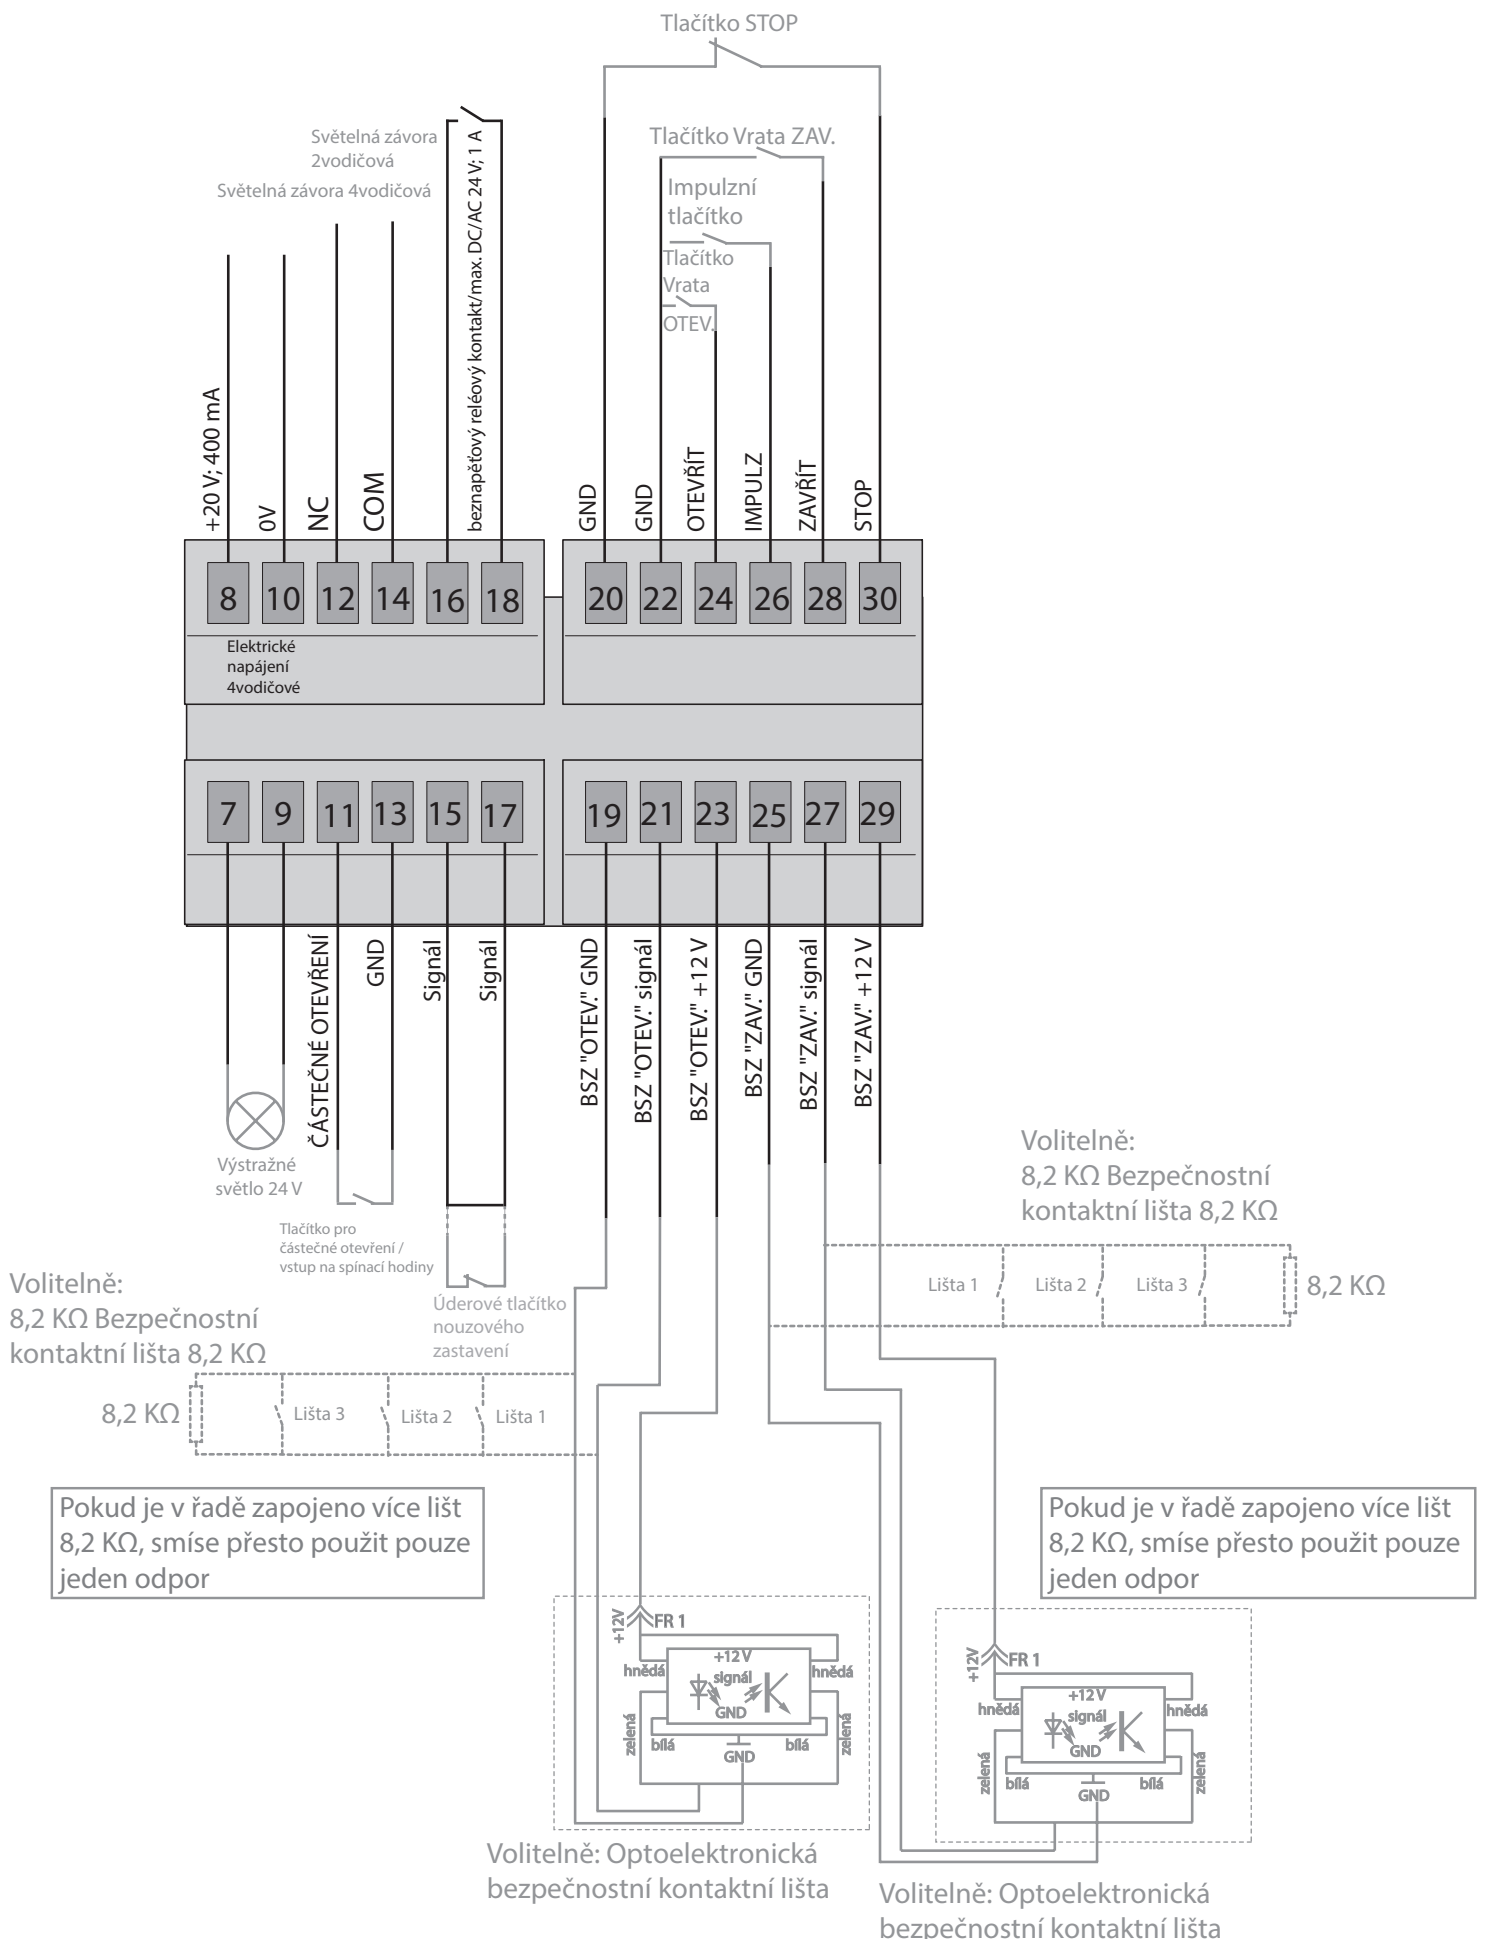 Tlačítko STOP
Světelná závora
2vodičová
Světelná závora 4vodičová
beznapěťový reléový kontakt/max. DC/AC 24 V; 1 A
Tlačítko Vrata ZAV.
Impulzní
tlačítko
Tlačítko
Vrata
OTEV.
+20 V; 400 mA
0V
NC
COM
GND
GND
OTEVŘÍT
IMPULZ
ZAVŘÍT
STOP
8
10
12
14
16
18
20
22
24
26
28
30
Elektrické
napájení
4vodičové
7
9
11
13
15
17
19
21
23
25
27
29
ČÁSTEČNÉ OTEVŘENÍ
GND
Signál
Signál
BSZ "OTEV." GND
BSZ "OTEV." signál
BSZ "OTEV." +12 V
BSZ "ZAV." GND
BSZ "ZAV." signál
BSZ "ZAV." +12 V
Výstražné
světlo 24 V
Tlačítko pro
částečné otevření /
vstup na spínací hodiny
Úderové tlačítko
nouzového
zastavení
Volitelně:
8,2 KΩ Bezpečnostní
kontaktní lišta 8,2 KΩ
Lišta 1
Lišta 2
Lišta 3
8,2 KΩ
Volitelně:
8,2 KΩ Bezpečnostní
kontaktní lišta 8,2 KΩ
8,2 KΩ
Lišta 3
Lišta 2
Lišta 1
Pokud je v řadě zapojeno více lišt
8,2 KΩ, smíse přesto použit pouze
jeden odpor
Pokud je v řadě zapojeno více lišt
8,2 KΩ, smíse přesto použit pouze
jeden odpor
+12V
FR 1
+12 V
hnědá
signál
hnědá
GND
zelená
bílá
GND
bílá
zelená
Volitelně: Optoelektronická
bezpečnostní kontaktní lišta
+12V
FR 1
+12 V
hnědá
signál
hnědá
GND
zelená
bílá
GND
bílá
zelená
Volitelně: Optoelektronická
bezpečnostní kontaktní lišta